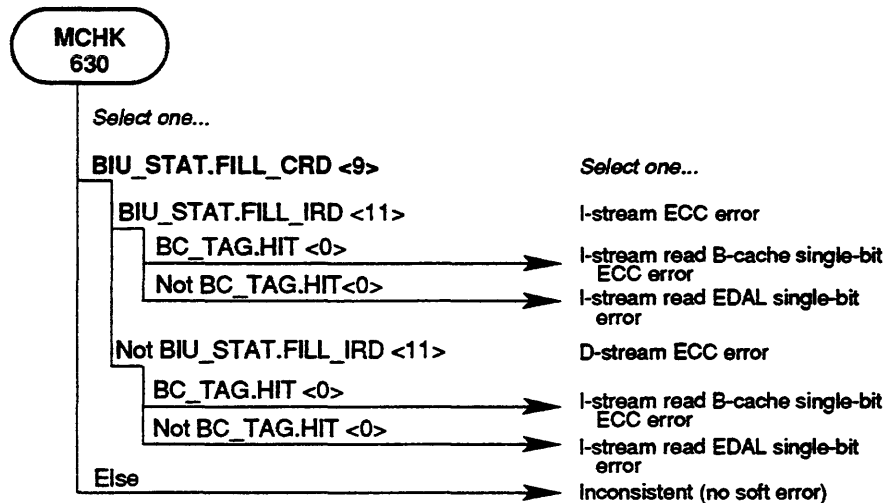 MCHK
630
Select one...
BIU_STAT.FILL_CRD <9> Select one...
BIU_STAT.FILL_IRD <11> I-stream ECC error
BC_TAG.HIT <0> I-stream read B-cache single-bit
ECC error
Not BC_TAG.HIT<0> I-stream read EDAL single-bit
error
Not BIU_STAT.FILL_IRD <11> D-stream ECC error
BC_TAG.HIT <0> I-stream read B-cache single-bit
ECC error
Not BC_TAG.HIT <0> I-stream read EDAL single-bit
error
Else Inconsistent (no soft error)